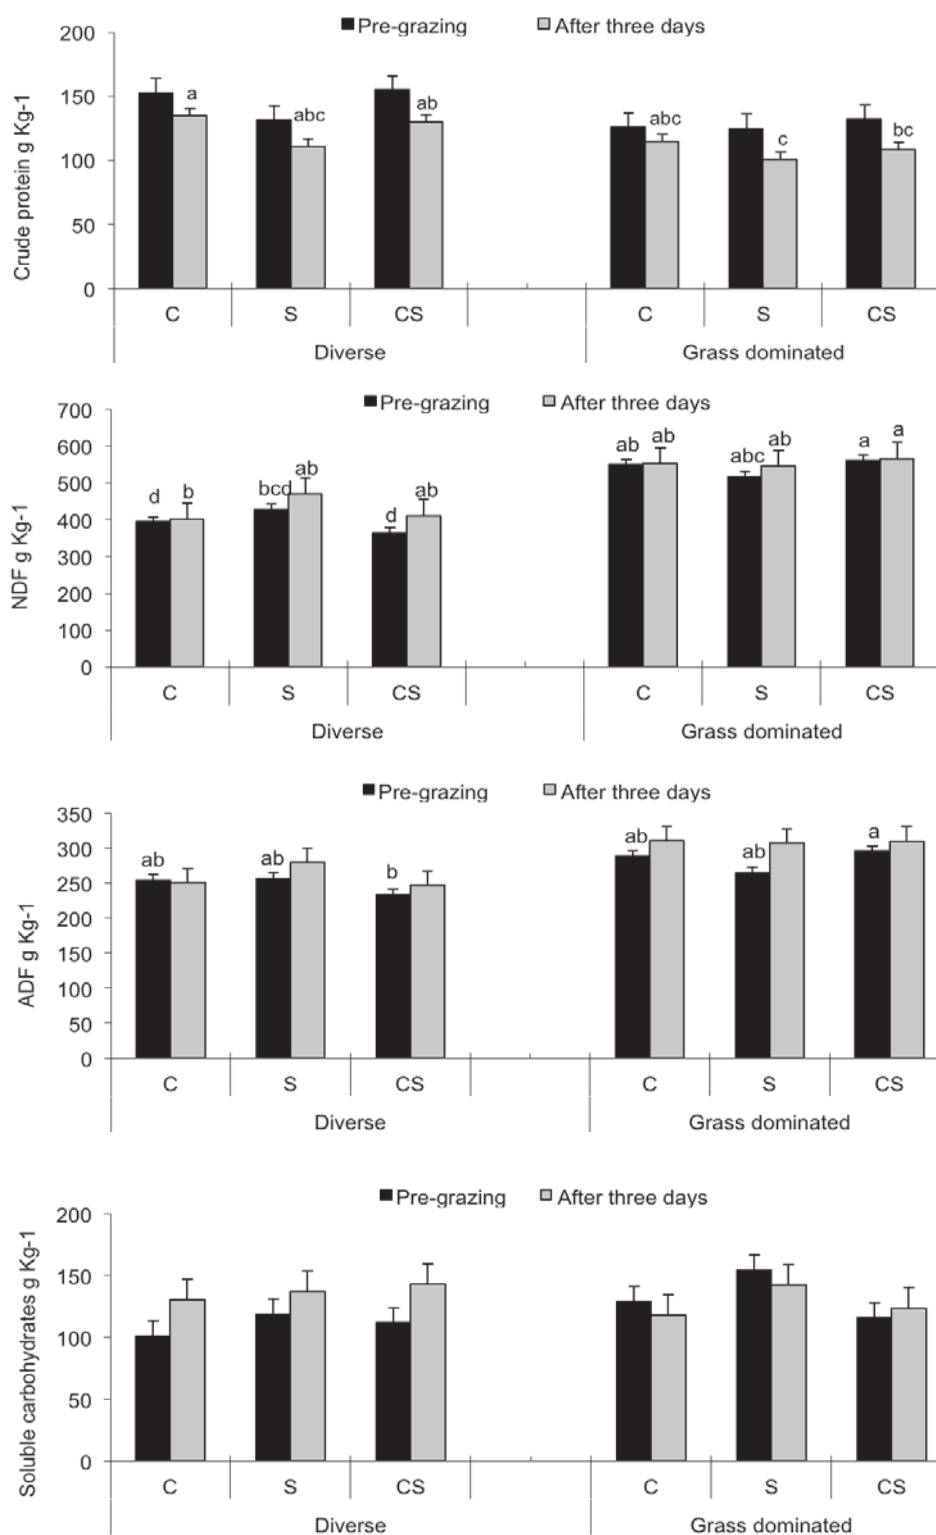 Pre-grazing After three days
Crude protein g Kg-1
200
150
100
50
0
a abc ab abc c bc
C S CS C S CS
Diverse Grass dominated
Pre-grazing After three days
NDF g Kg-1
700
600
500
400
300
200
100
0
d b bcd ab d ab ab ab abc ab a a
C S CS C S CS
Diverse Grass dominated
Pre-grazing After three days
ADF g Kg-1
350
300
250
200
150
100
50
0
ab ab b ab ab a
C S CS C S CS
Diverse Grass dominated
Pre-grazing After three days
Soluble carbohydrates g Kg-1
200
150
100
50
0
C S CS C S CS
Diverse Grass dominated